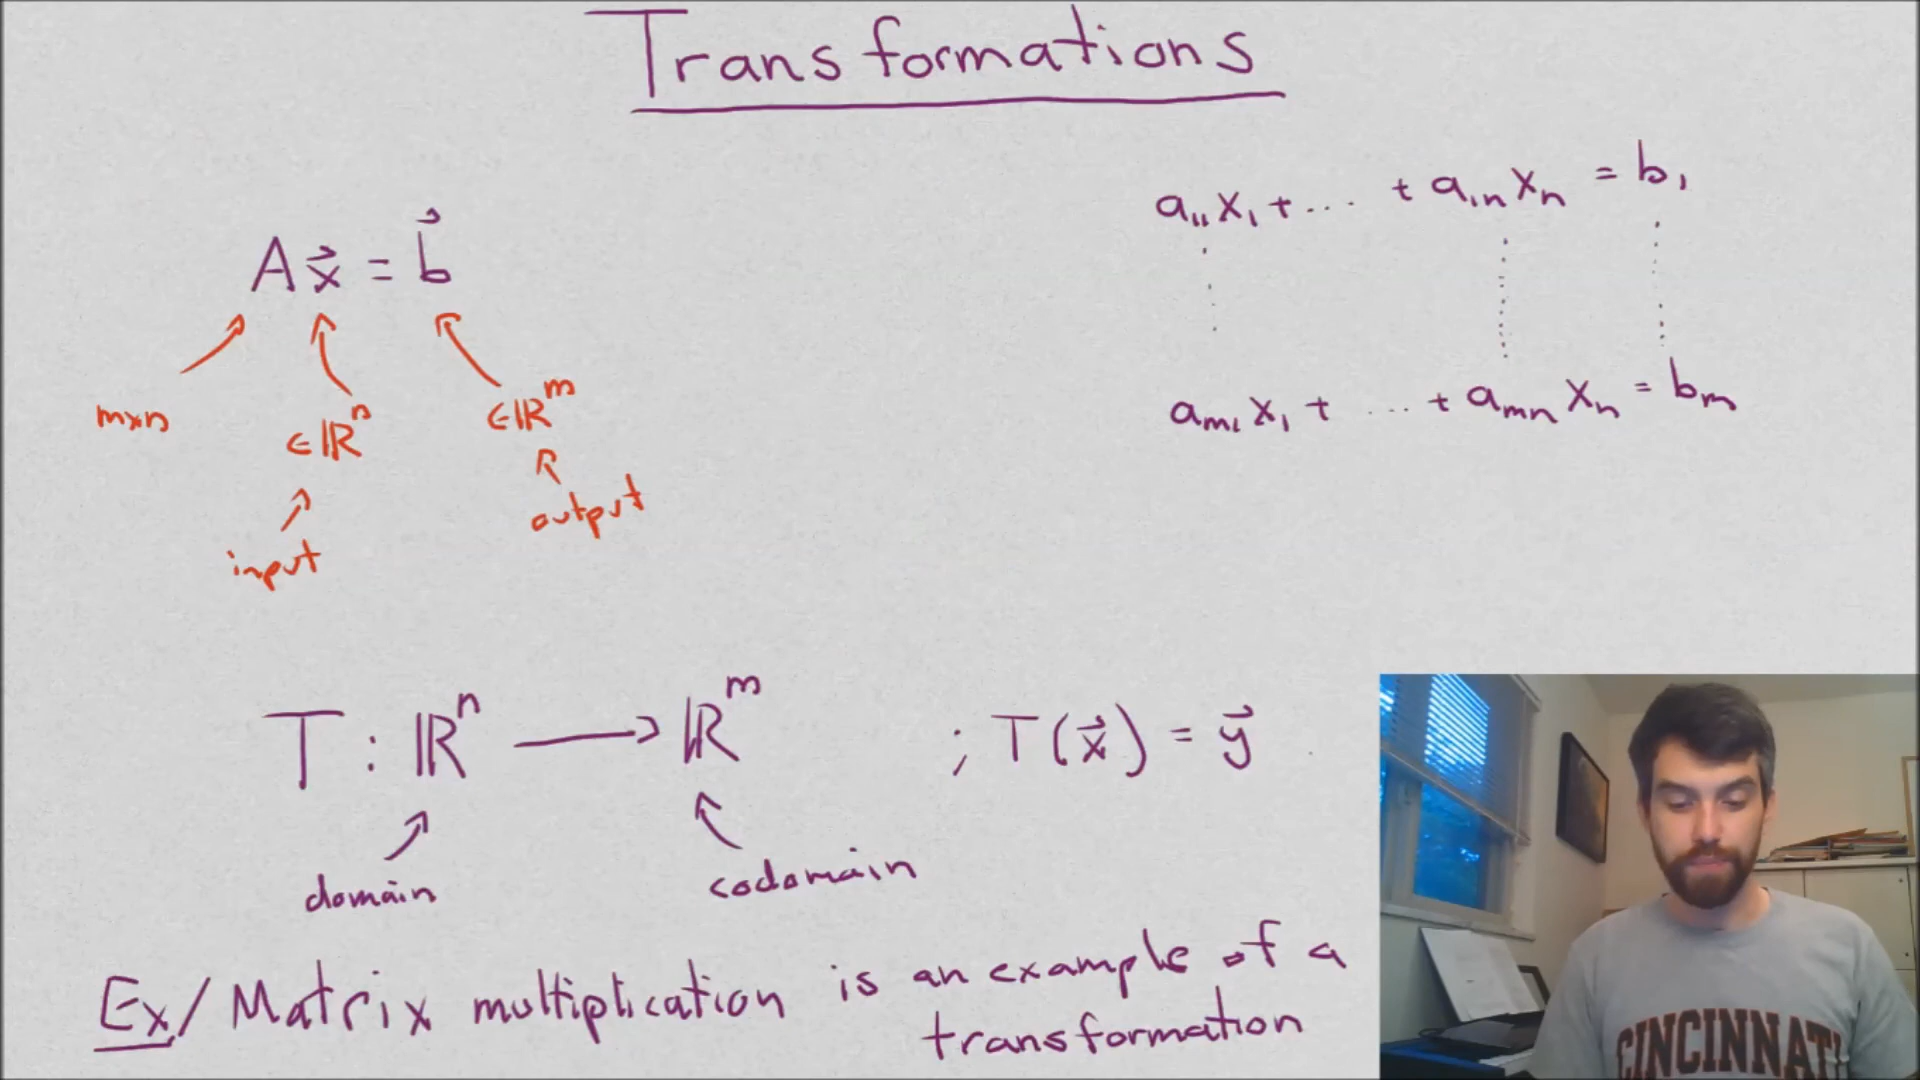 Transformations
a₁₁x₁ + ... + a₁ₙxₙ = b₁
Ax⃗ = b⃗
aₘ₁x₁ + ... + aₘₙxₙ = bₘ
m×n
∈ℝⁿ
∈ℝᵐ
input
output
T : ℝⁿ ⟶ ℝᵐ ; T(x⃗) = y⃗
domain
codomain
Ex/ Matrix multiplication is an example of a
transformation
CINCINNATI